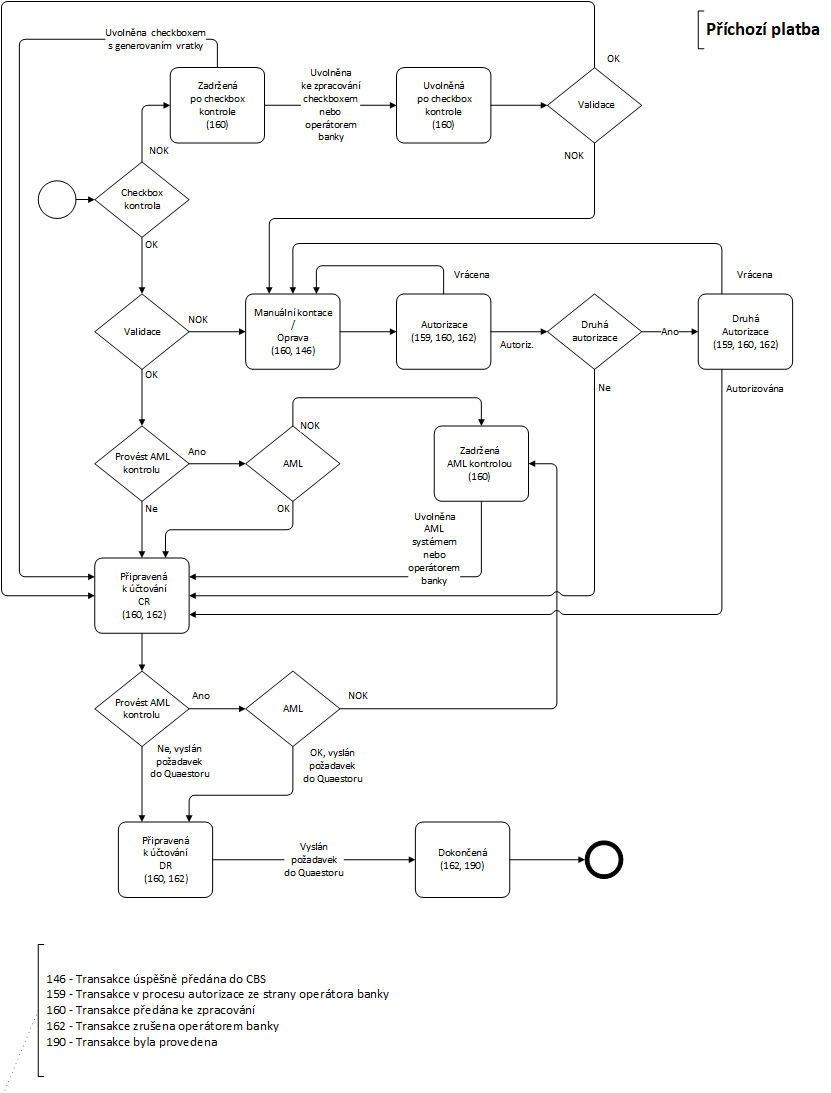 Příchozí platba
Uvolněna checkboxem
s generovaním vratky
OK
Zadržená
po checkbox
kontrole
(160)
Uvolněna
ke zpracování
checkboxem
nebo
operátorem
banky
Uvolněná
po checkbox
kontrole
(160)
Validace
NOK
NOK
Checkbox
kontrola
OK
Vrácena
Vrácena
Validace
NOK
Manuální kontace
/
Oprava
(160, 146)
Autorizace
(159, 160, 162)
Autoriz.
Druhá
autorizace
Ano
Druhá
Autorizace
(159, 160, 162)
OK
Ne
Autorizována
NOK
Provést AML
kontrolu
Ano
AML
Zadržená
AML kontrolou
(160)
Ne
OK
Uvolněna
AML
systémem
nebo
operátorem
banky
Připravená
k účtování
CR
(160, 162)
Provést AML
kontrolu
Ano
AML
NOK
Ne, vyslán
požadavek
do Quaestoru
OK, vyslán
požadavek
do Quaestoru
Připravená
k účtování
DR
(160, 162)
Vyslán
požadavek
do Quaestoru
Dokončená
(162, 190)
146 - Transakce úspěšně předána do CBS
159 - Transakce v procesu autorizace ze strany operátora banky
160 - Transakce předána ke zpracování
162 - Transakce zrušena operátorem banky
190 - Transakce byla provedena